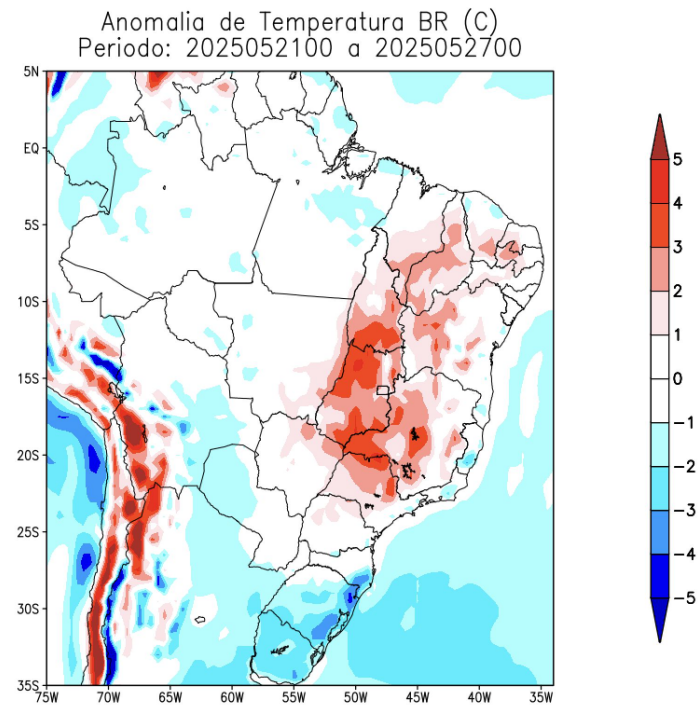 Anomalia de Temperatura BR (C)
Periodo: 2025052100 a 2025052700
5N
EQ
5S
10S
15S
20S
25S
30S
35S
75W 70W 65W 60W 55W 50W 45W 40W 35W
5
4
3
2
1
0
-1
-2
-3
-4
-5